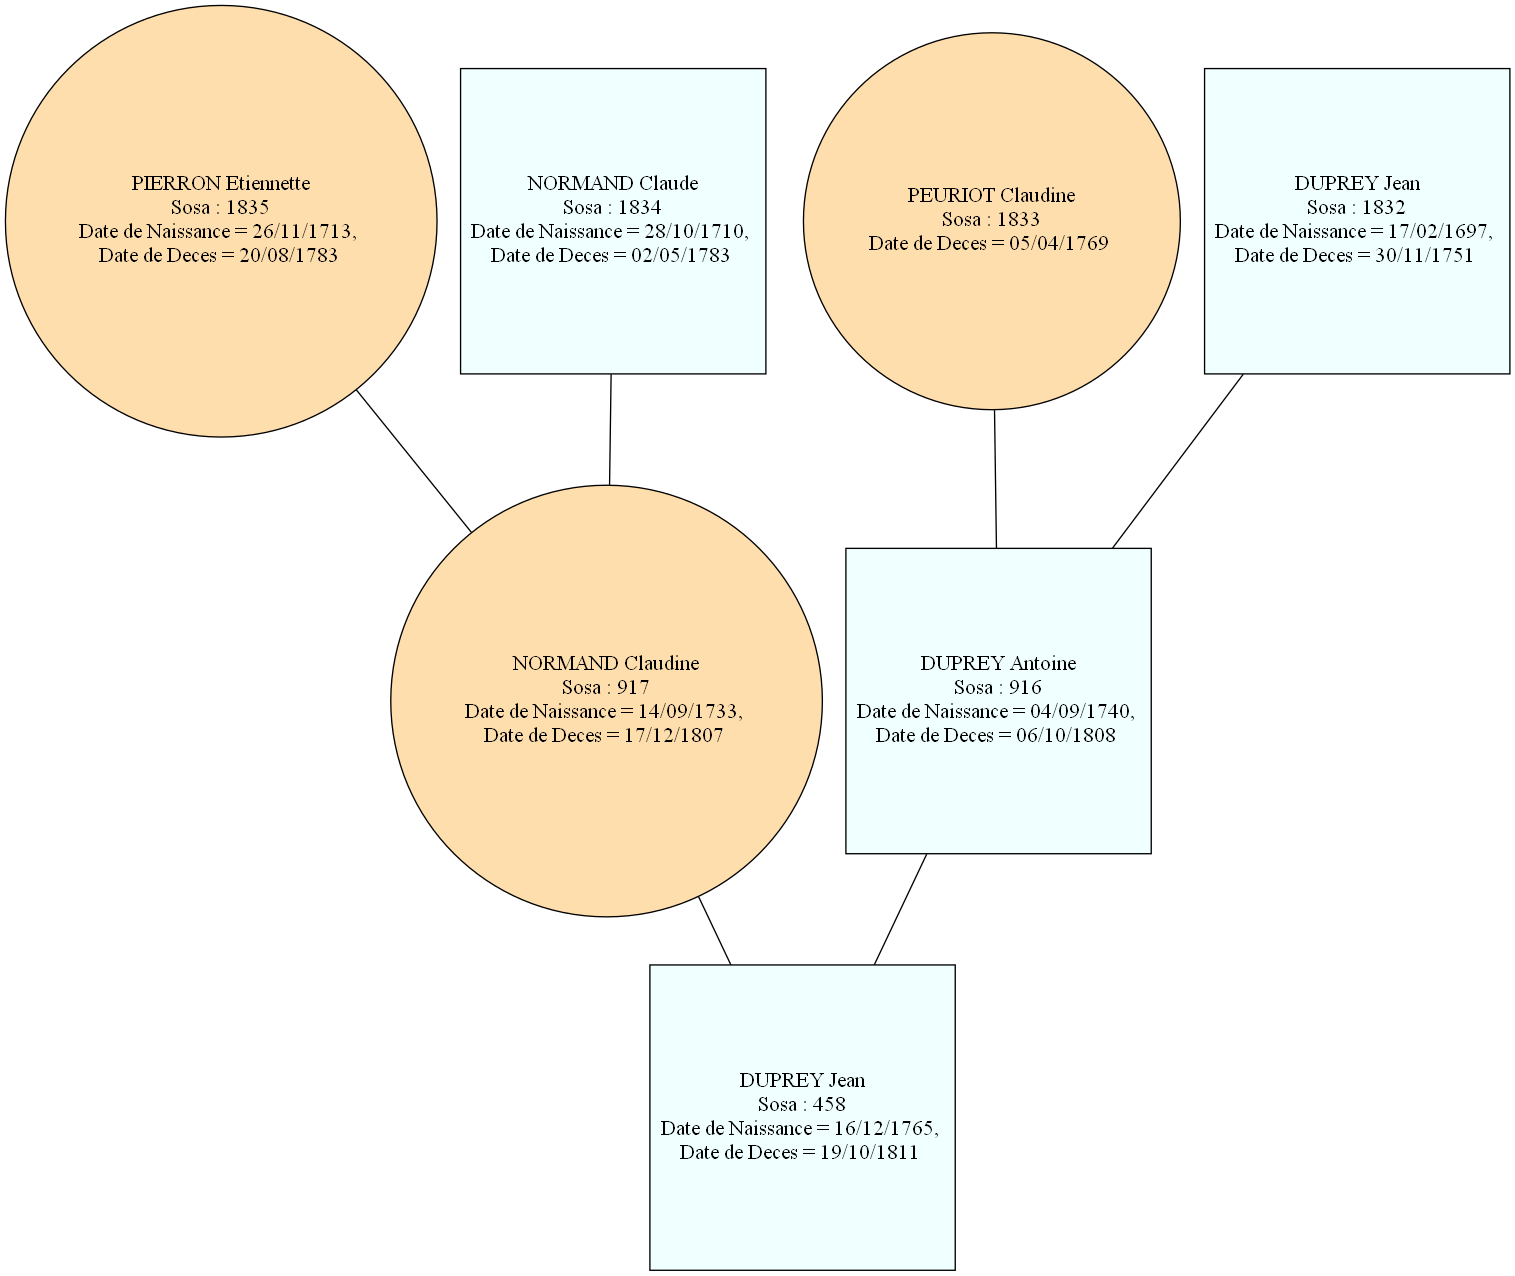 PIERRON Etiennette
Sosa : 1835
Date de Naissance = 26/11/1713,
Date de Deces = 20/08/1783
NORMAND Claude
Sosa : 1834
Date de Naissance = 28/10/1710,
Date de Deces = 02/05/1783
PEURIOT Claudine
Sosa : 1833
Date de Deces = 05/04/1769
DUPREY Jean
Sosa : 1832
Date de Naissance = 17/02/1697,
Date de Deces = 30/11/1751
NORMAND Claudine
Sosa : 917
Date de Naissance = 14/09/1733,
Date de Deces = 17/12/1807
DUPREY Antoine
Sosa : 916
Date de Naissance = 04/09/1740,
Date de Deces = 06/10/1808
DUPREY Jean
Sosa : 458
Date de Naissance = 16/12/1765,
Date de Deces = 19/10/1811